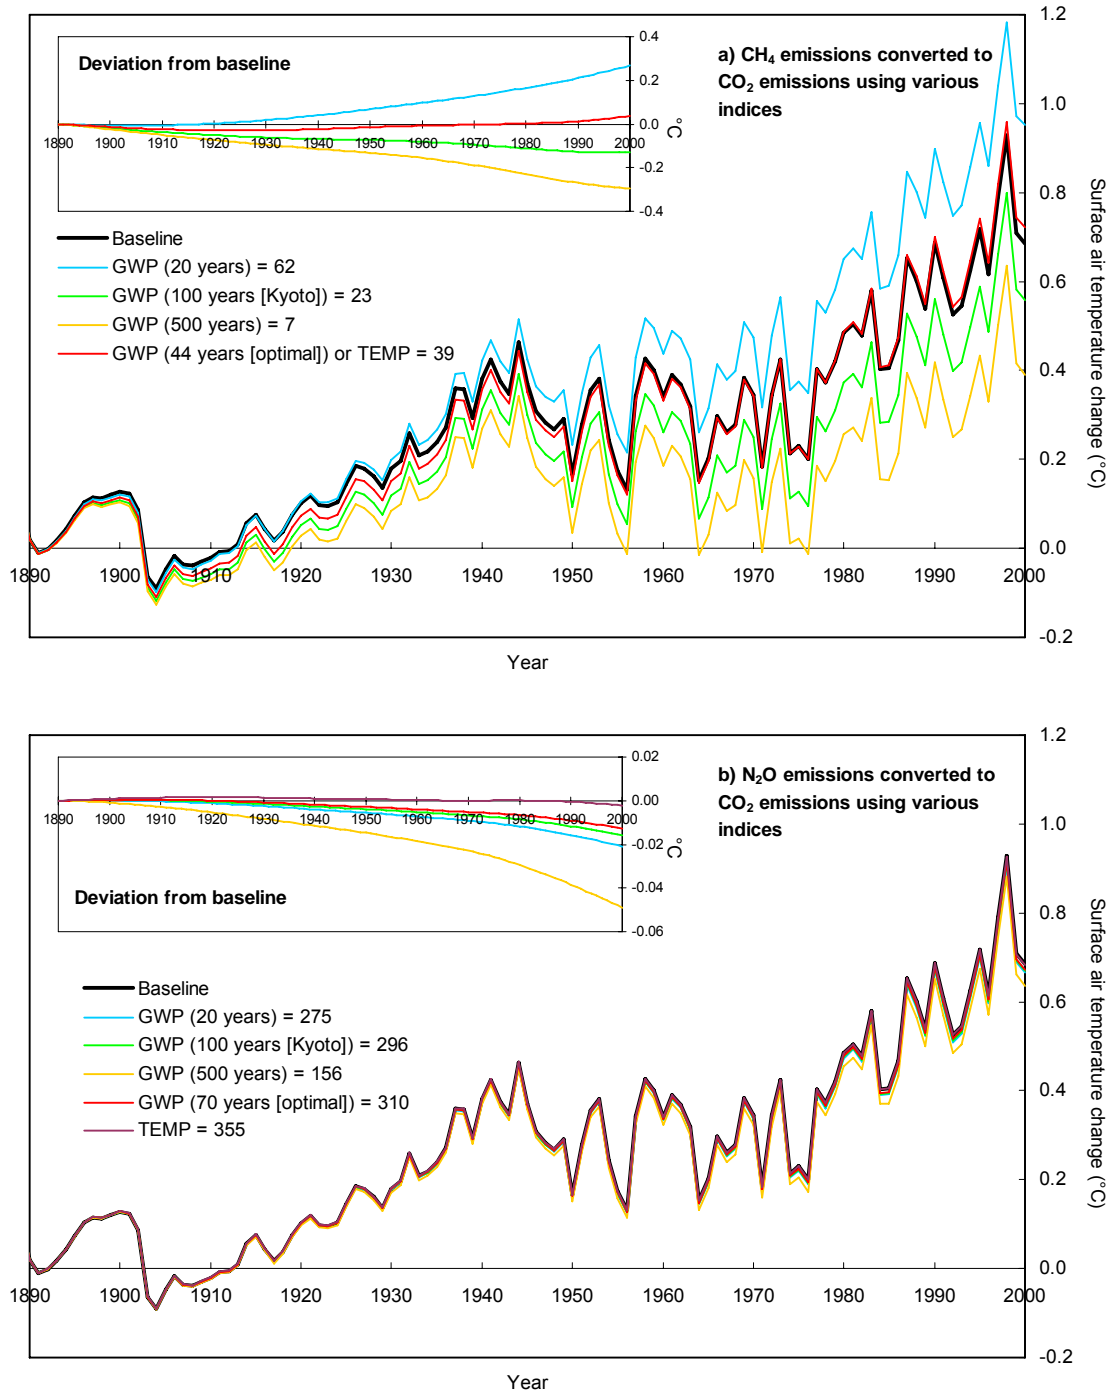 1.2
0.4
Deviation from baseline
a) CH₄ emissions converted to
CO₂ emissions using various
indices
0.2
1.0
0.0
°C
1890 1900 1910 1920 1930 1940 1950 1960 1970 1980 1990 2000
-0.2
0.8
-0.4
Baseline
GWP (20 years) = 62
GWP (100 years [Kyoto]) = 23
0.6
GWP (500 years) = 7
GWP (44 years [optimal]) or TEMP = 39
0.4
0.2
0.0
1890 1900 1910 1920 1930 1940 1950 1960 1970 1980 1990 2000
-0.2
Surface air temperature change (°C)
Year
1.2
0.02
b) N₂O emissions converted to
CO₂ emissions using various
indices
0.00
1890 1900 1910 1920 1930 1940 1950 1960 1970 1980 1990 2000
1.0
-0.02
°C
Deviation from baseline
-0.04
0.8
-0.06
Baseline
GWP (20 years) = 275
0.6
GWP (100 years [Kyoto]) = 296
GWP (500 years) = 156
GWP (70 years [optimal]) = 310
0.4
TEMP = 355
0.2
0.0
1890 1900 1910 1920 1930 1940 1950 1960 1970 1980 1990 2000
-0.2
Surface air temperature change (°C)
Year